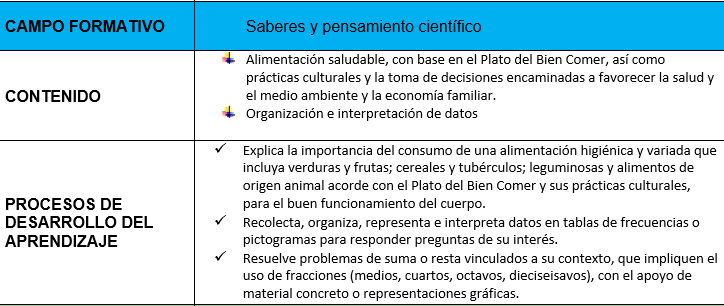 CAMPO FORMATIVO
Saberes y pensamiento científico
CONTENIDO
Alimentación saludable, con base en el Plato del Bien Comer, así como
prácticas culturales y la toma de decisiones encaminadas a favorecer la salud y
el medio ambiente y la economía familiar.
Organización e interpretación de datos
PROCESOS DE
DESARROLLO DEL
APRENDIZAJE
✓ Explica la importancia del consumo de una alimentación higiénica y variada que
incluya verduras y frutas; cereales y tubérculos; leguminosas y alimentos de
origen animal acorde con el Plato del Bien Comer y sus prácticas culturales,
para el buen funcionamiento del cuerpo.
✓ Recolecta, organiza, representa e interpreta datos en tablas de frecuencias o
pictogramas para responder preguntas de su interés.
✓ Resuelve problemas de suma o resta vinculados a su contexto, que impliquen el
uso de fracciones (medios, cuartos, octavos, dieciseisavos), con el apoyo de
material concreto o representaciones gráficas.